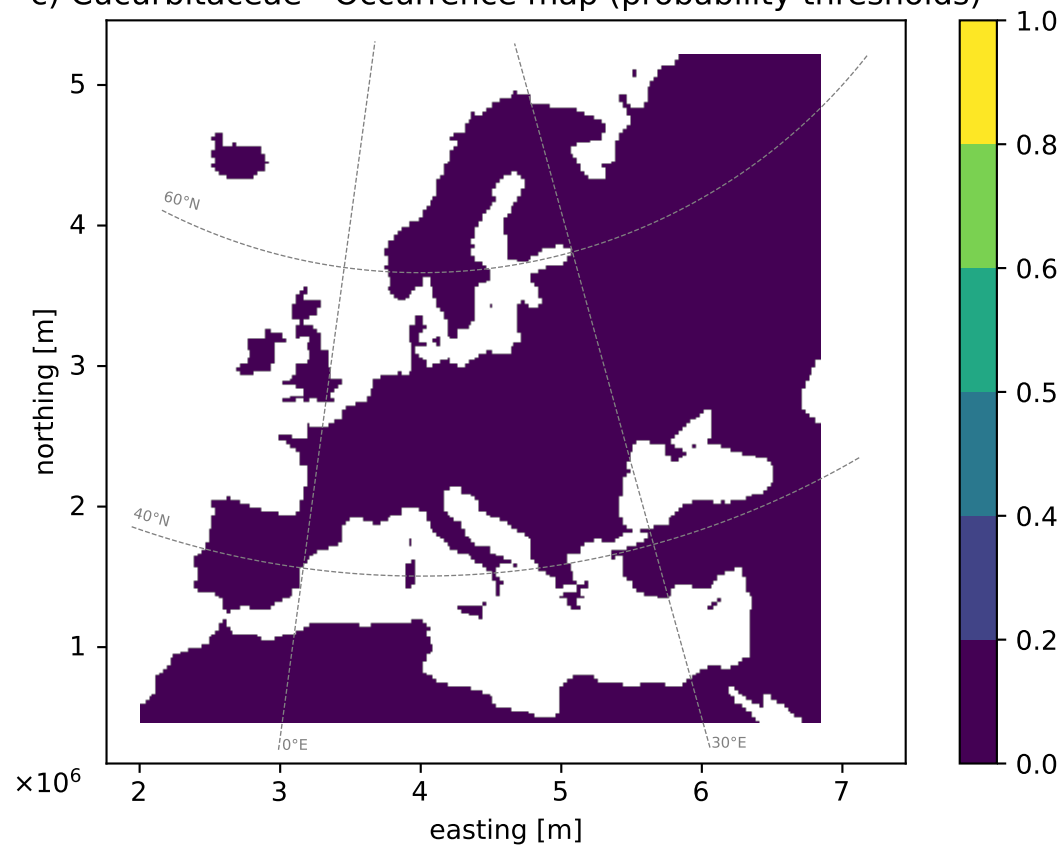 c) Cucurbitaceae - Occurrence map (probability thresholds)
1.0
0.8
0.6
0.5
0.4
0.2
0.0
5
4
3
2
1
northing [m]
60°N
40°N
0°E
30°E
×10⁶
2 3 4 5 6 7
easting [m]